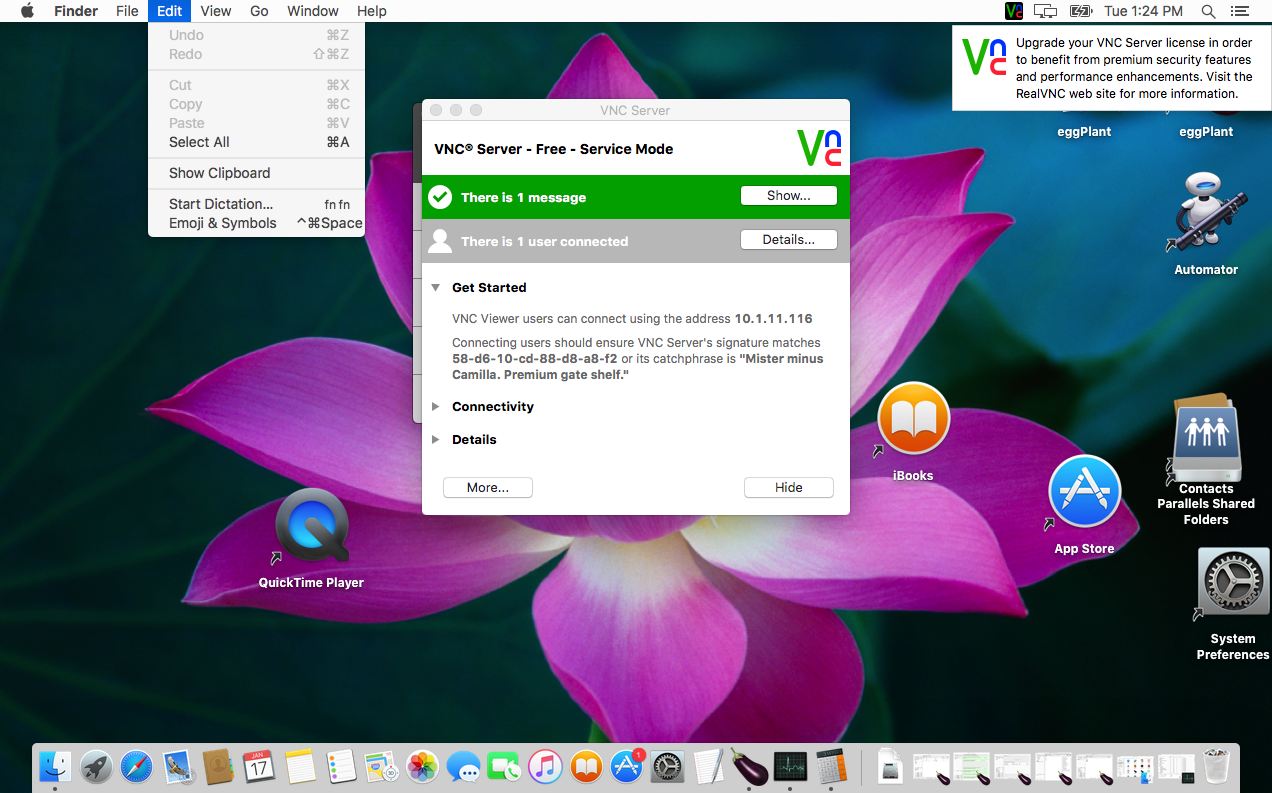 Finder File Edit View Go Window Help Tue 1:24 PM
Undo ⌘Z
Redo ⇧⌘Z
Cut ⌘X
Copy ⌘C
Paste ⌘V
Select All ⌘A
Show Clipboard
Start Dictation... fn fn
Emoji & Symbols ^⌘Space
VNC Server
VNC® Server - Free - Service Mode
Vnc
There is 1 message
Show...
There is 1 user connected
Details...
Get Started
VNC Viewer users can connect using the address 10.1.11.116
Connecting users should ensure VNC Server's signature matches
58-d6-10-cd-88-d8-a8-f2 or its catchphrase is "Mister minus
Camilla. Premium gate shelf."
Connectivity
Details
More...
Hide
Vnc
Upgrade your VNC Server license in order
to benefit from premium security features
and performance enhancements. Visit the
RealVNC web site for more information.
eggPlant
eggPlant
Automator
iBooks
Contacts
Parallels Shared
Folders
App Store
QuickTime Player
System
Preferences
JAN
17
1